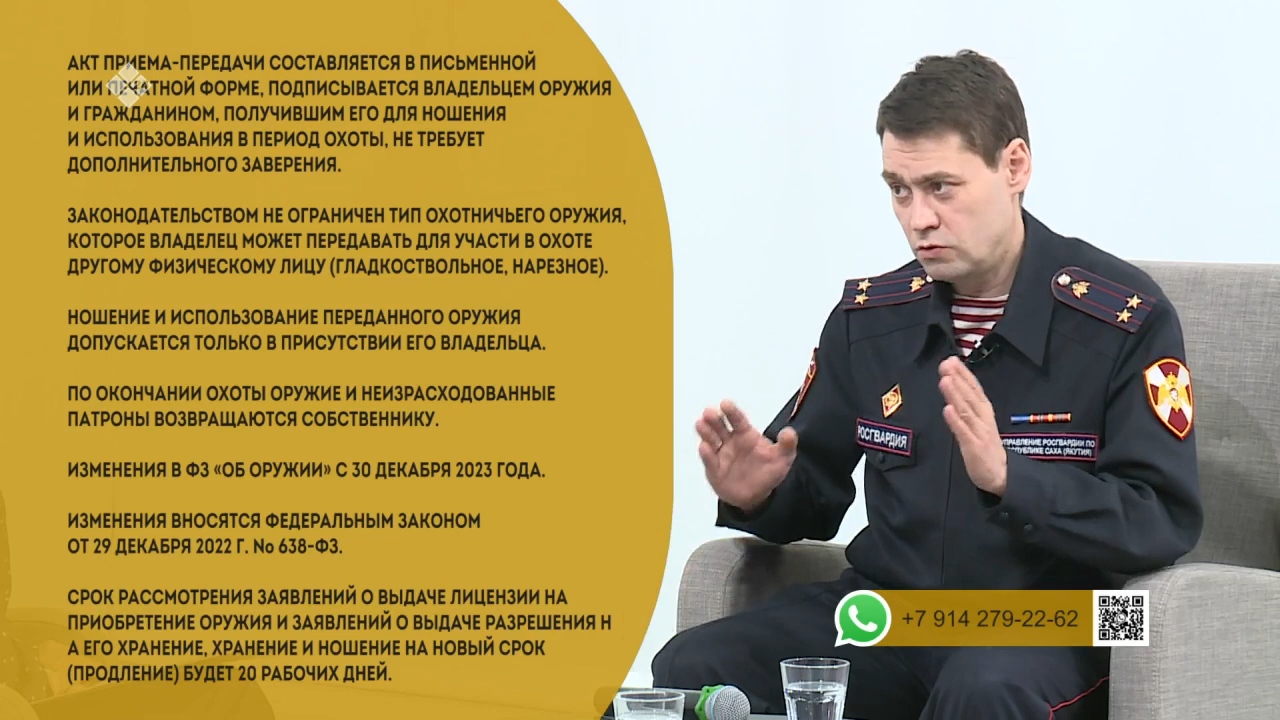 АКТ ПРИЕМА-ПЕРЕДАЧИ СОСТАВЛЯЕТСЯ В ПИСЬМЕННОЙ
ИЛИ ПЕЧАТНОЙ ФОРМЕ, ПОДПИСЫВАЕТСЯ ВЛАДЕЛЬЦЕМ ОРУЖИЯ
И ГРАЖДАНИНОМ, ПОЛУЧИВШИМ ЕГО ДЛЯ НОШЕНИЯ
И ИСПОЛЬЗОВАНИЯ В ПЕРИОД ОХОТЫ, НЕ ТРЕБУЕТ
ДОПОЛНИТЕЛЬНОГО ЗАВЕРЕНИЯ.
ЗАКОНОДАТЕЛЬСТВОМ НЕ ОГРАНИЧЕН ТИП ОХОТНИЧЬЕГО ОРУЖИЯ,
КОТОРОЕ ВЛАДЕЛЕЦ МОЖЕТ ПЕРЕДАВАТЬ ДЛЯ УЧАСТИ В ОХОТЕ
ДРУГОМУ ФИЗИЧЕСКОМУ ЛИЦУ (ГЛАДКОСТВОЛЬНОЕ, НАРЕЗНОЕ).
НОШЕНИЕ И ИСПОЛЬЗОВАНИЕ ПЕРЕДАННОГО ОРУЖИЯ
ДОПУСКАЕТСЯ ТОЛЬКО В ПРИСУТСТВИИ ЕГО ВЛАДЕЛЬЦА.
ПО ОКОНЧАНИИ ОХОТЫ ОРУЖИЕ И НЕИЗРАСХОДОВАННЫЕ
ПАТРОНЫ ВОЗВРАЩАЮТСЯ СОБСТВЕННИКУ.
ИЗМЕНЕНИЯ В ФЗ «ОБ ОРУЖИИ» С 30 ДЕКАБРЯ 2023 ГОДА.
ИЗМЕНЕНИЯ ВНОСЯТСЯ ФЕДЕРАЛЬНЫМ ЗАКОНОМ
ОТ 29 ДЕКАБРЯ 2022 Г. No 638-ФЗ.
СРОК РАССМОТРЕНИЯ ЗАЯВЛЕНИЙ О ВЫДАЧЕ ЛИЦЕНЗИИ НА
ПРИОБРЕТЕНИЕ ОРУЖИЯ И ЗАЯВЛЕНИЙ О ВЫДАЧЕ РАЗРЕШЕНИЯ Н
А ЕГО ХРАНЕНИЕ, ХРАНЕНИЕ И НОШЕНИЕ НА НОВЫЙ СРОК
(ПРОДЛЕНИЕ) БУДЕТ 20 РАБОЧИХ ДНЕЙ.
РОСГВАРДИЯ
УПРАВЛЕНИЕ РОСГВАРДИИ ПО
РЕСПУБЛИКЕ САХА (ЯКУТИЯ)
+7 914 279-22-62